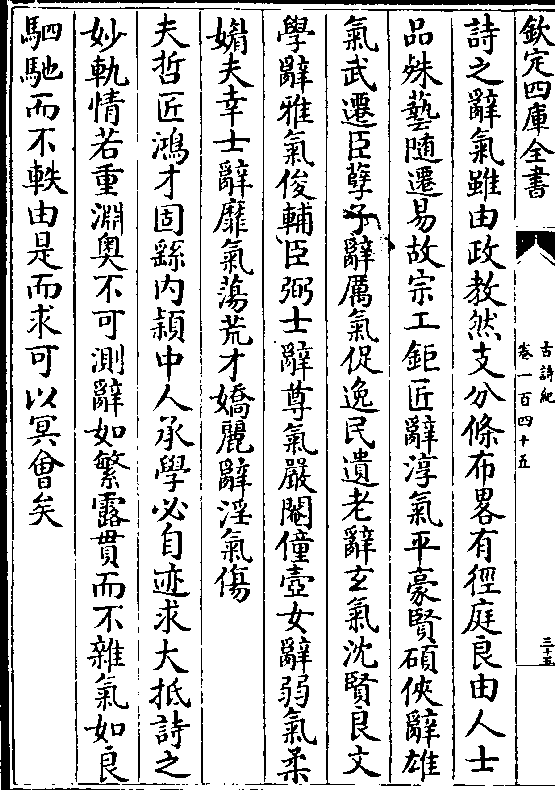 欽定四庫全書
古詩紀
卷一百四十五
三十五
詩之辭氣雖由政教然支分條布畧有徑庭良由人士
品殊藝随遷易故宗工鉅匠辭淳氣平豪賢碩俠辭雄
氣武遷臣孽子辭厲氣促逸民遺老辭玄氣沈賢良文
學辭雅氣俊輔臣弼士辭尊氣嚴閹僮壼女辭弱氣柔
媚夫幸士辭靡氣蕩荒才嬌麗辭淫氣傷
夫哲匠鴻才固繇内頴中人承學必自迹求大抵詩之
妙軌情若重淵奥不可測辭如繁露貫而不雜氣如良
駟馳而不軼由是而求可以冥會矣